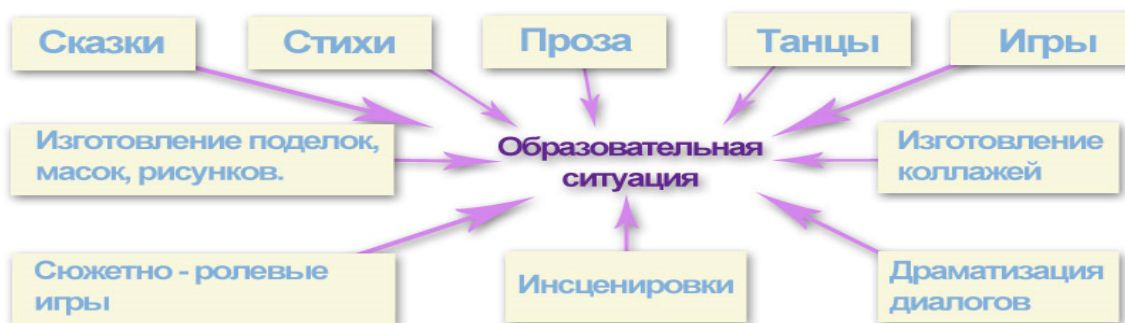 Сказки
Стихи
Проза
Танцы
Игры
Изготовление поделок,
масок, рисунков.
Образовательная
ситуация
Изготовление
коллажей
Сюжетно - ролевые
игры
Инсценировки
Драматизация
диалогов